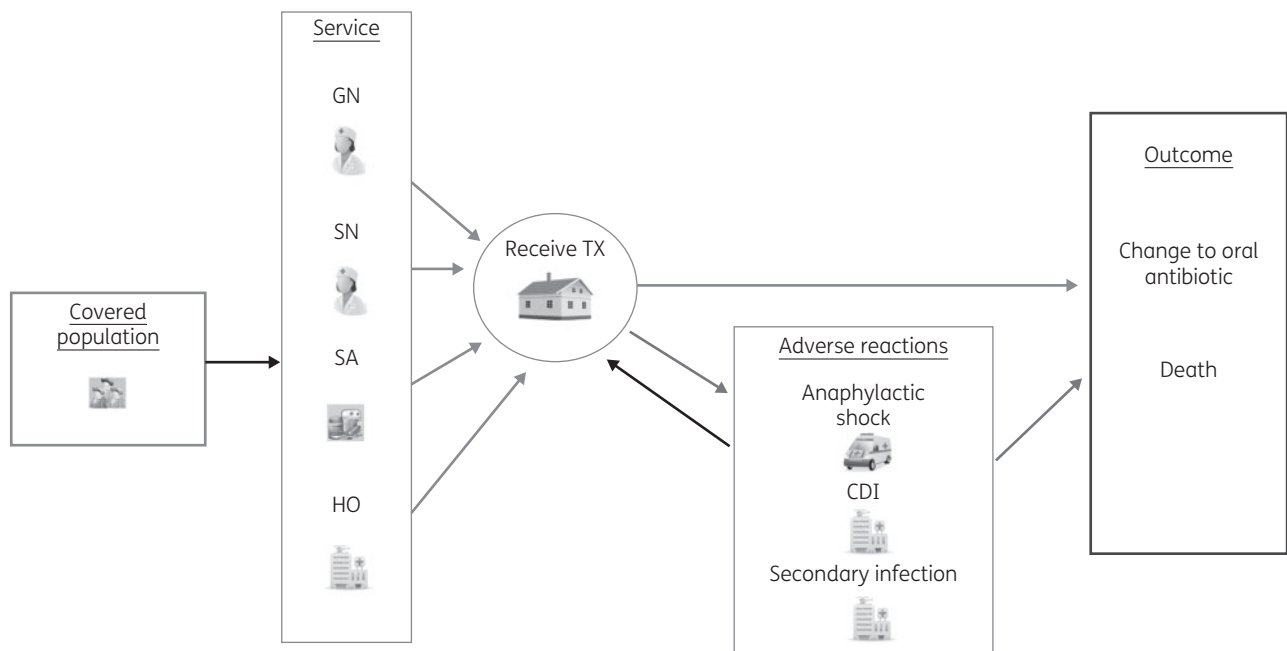 Covered
population
Service
GN
SN
SA
HO
Receive TX
Adverse reactions
Anaphylactic
shock
CDI
Secondary infection
Outcome
Change to oral
antibiotic
Death